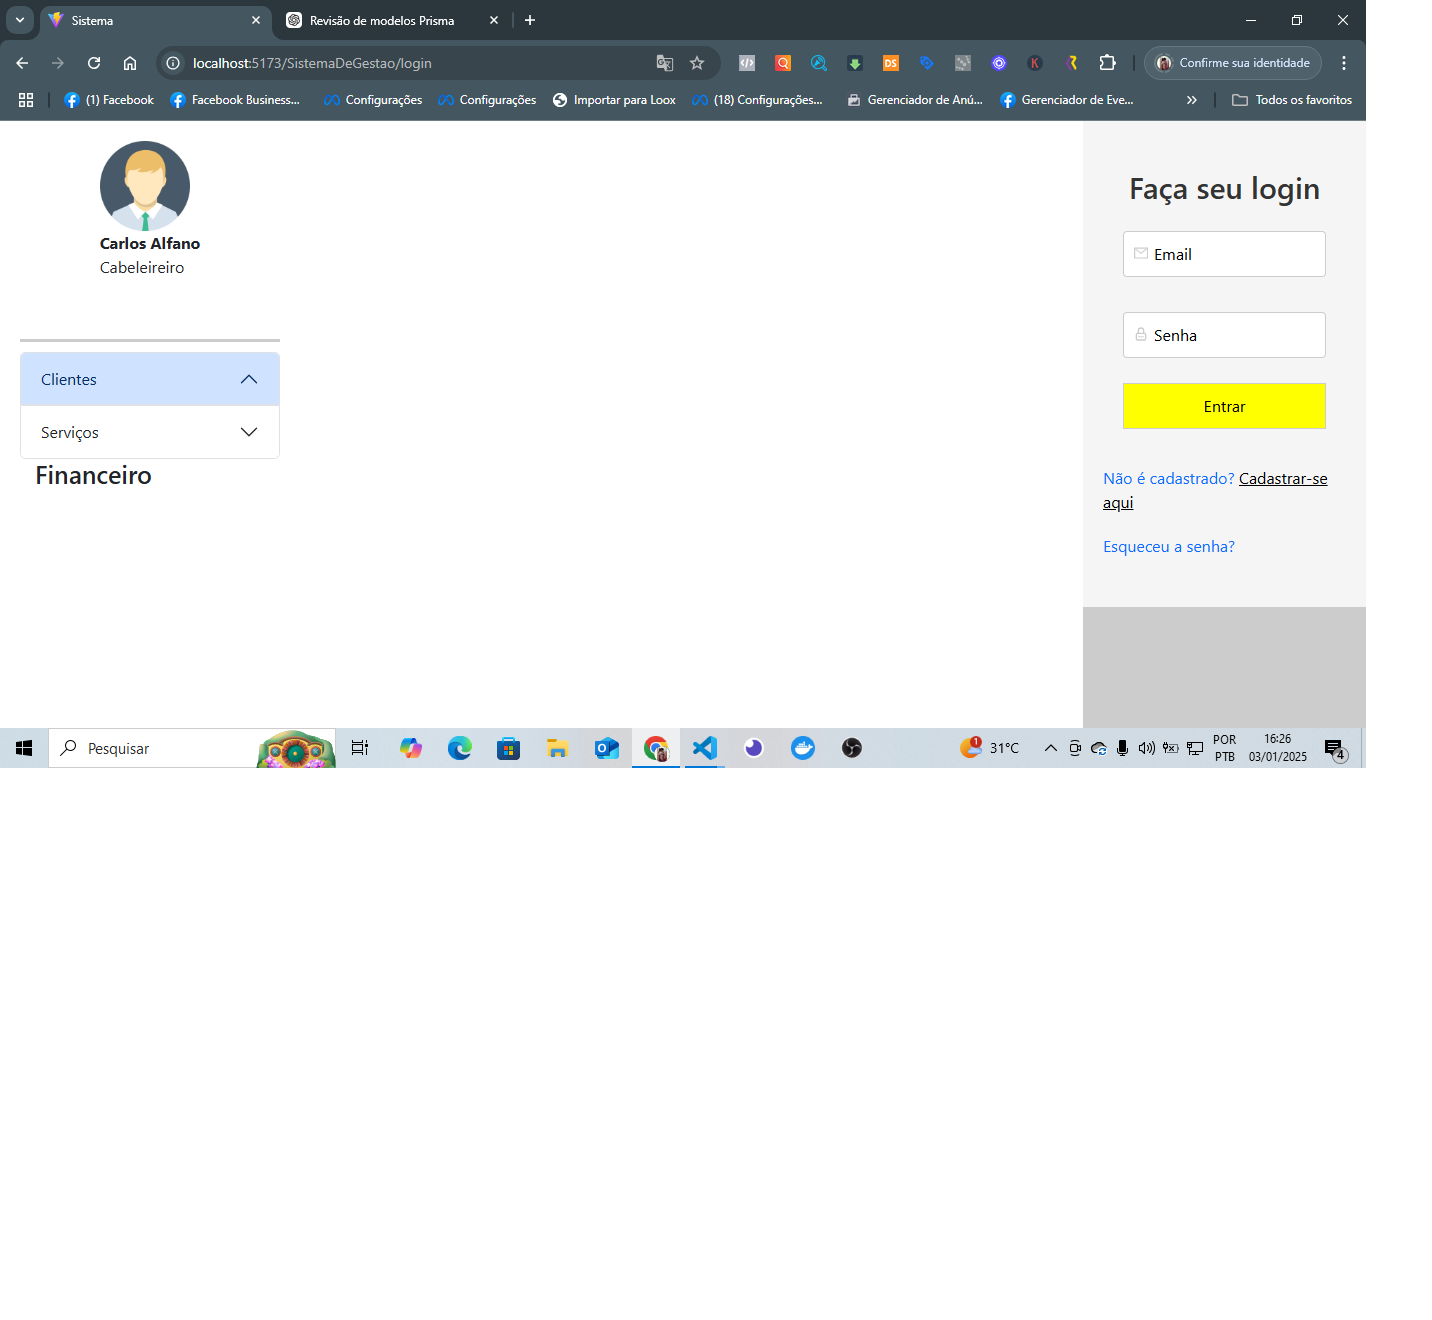 Sistema
Revisão de modelos Prisma
localhost:5173/SistemaDeGestao/login
DS
K
Confirme sua identidade
(1) Facebook
Facebook Business...
Configurações
Configurações
Importar para Loox
(18) Configurações...
Gerenciador de Anú...
Gerenciador de Eve...
Todos os favoritos
Carlos Alfano
Cabeleireiro
Clientes
Serviços
Financeiro
Faça seu login
Email
Senha
Entrar
Não é cadastrado? Cadastrar-se
aqui
Esqueceu a senha?
Pesquisar
1
31°C
POR
PTB
16:26
03/01/2025
4